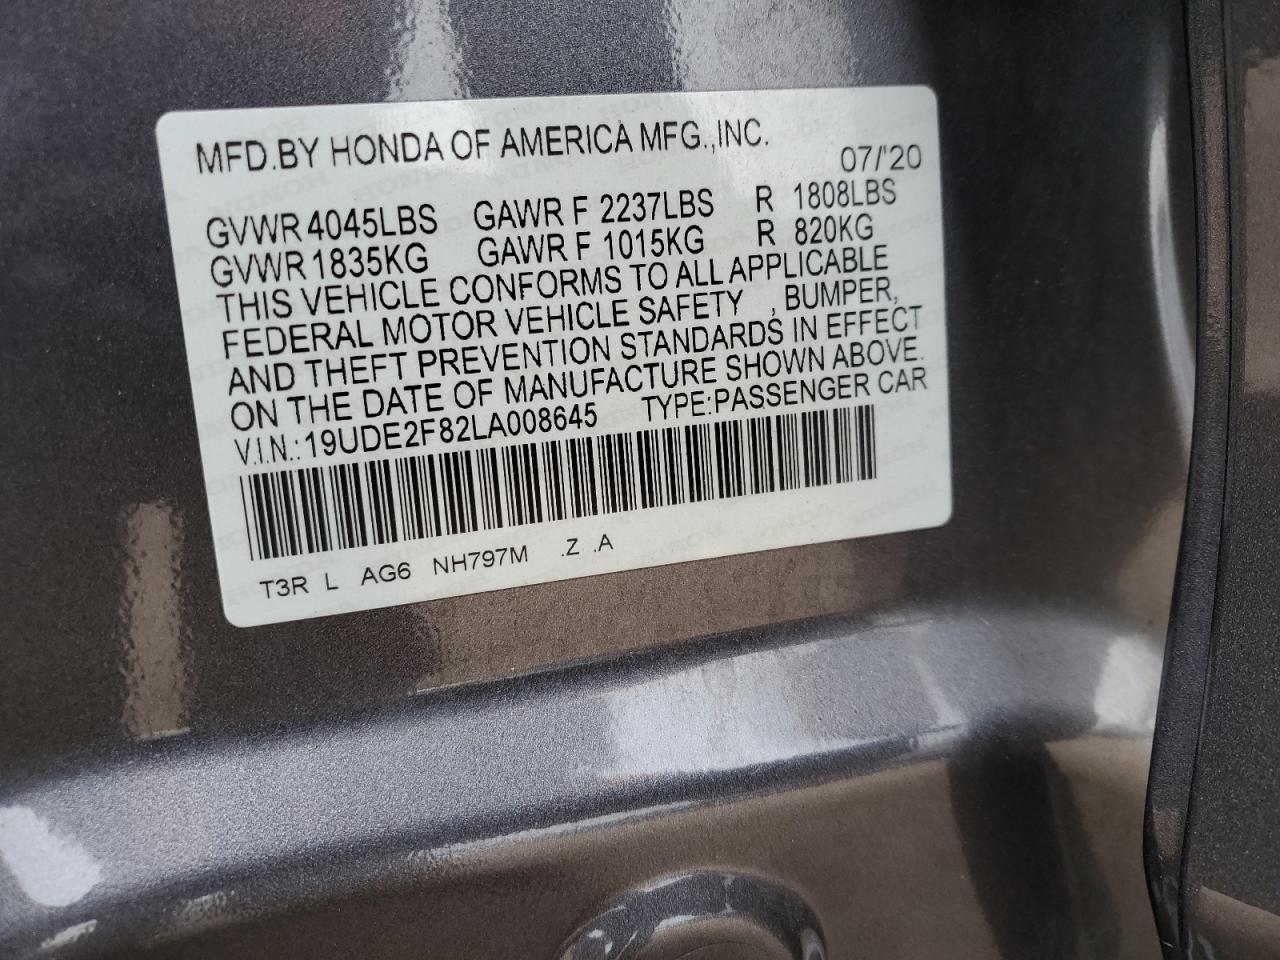 MFD.BY HONDA OF AMERICA MFG.,INC.
07/'20
GVWR 4045LBS GAWR F 2237LBS R 1808LBS
GVWR 1835KG GAWR F 1015KG R 820KG
THIS VEHICLE CONFORMS TO ALL APPLICABLE
FEDERAL MOTOR VEHICLE SAFETY , BUMPER,
AND THEFT PREVENTION STANDARDS IN EFFECT
ON THE DATE OF MANUFACTURE SHOWN ABOVE.
V.I.N.: 19UDE2F82LA008645 TYPE:PASSENGER CAR
T3R L AG6 NH797M .Z .A